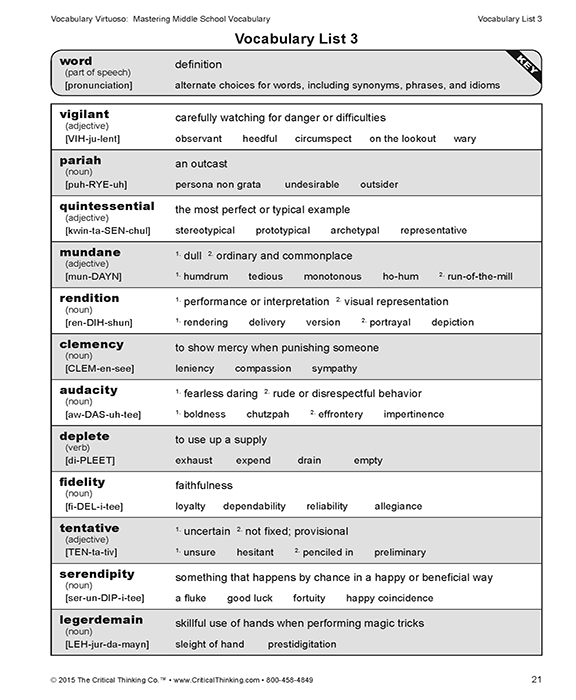 Vocabulary Virtuoso: Mastering Middle School Vocabulary Vocabulary List 3
Vocabulary List 3
word definition
(part of speech)
[pronunciation] alternate choices for words, including synonyms, phrases, and idioms
KEY
vigilant carefully watching for danger or difficulties
(adjective)
[VIH-ju-lent] observant heedful circumspect on the lookout wary
pariah an outcast
(noun)
[puh-RYE-uh] persona non grata undesirable outsider
quintessential the most perfect or typical example
(adjective)
[kwin-ta-SEN-chul] stereotypical prototypical archetypal representative
mundane 1. dull 2. ordinary and commonplace
(adjective)
[mun-DAYN] 1. humdrum tedious monotonous ho-hum 2. run-of-the-mill
rendition 1. performance or interpretation 2. visual representation
(noun)
[ren-DIH-shun] 1. rendering delivery version 2. portrayal depiction
clemency to show mercy when punishing someone
(noun)
[CLEM-en-see] leniency compassion sympathy
audacity 1. fearless daring 2. rude or disrespectful behavior
(noun)
[aw-DAS-uh-tee] 1. boldness chutzpah 2. effrontery impertinence
deplete to use up a supply
(verb)
[di-PLEET] exhaust expend drain empty
fidelity faithfulness
(noun)
[fi-DEL-i-tee] loyalty dependability reliability allegiance
tentative 1. uncertain 2. not fixed; provisional
(adjective)
[TEN-ta-tiv] 1. unsure hesitant 2. penciled in preliminary
serendipity something that happens by chance in a happy or beneficial way
(noun)
[ser-un-DIP-i-tee] a fluke good luck fortuity happy coincidence
legerdemain skillful use of hands when performing magic tricks
(noun)
[LEH-jur-da-mayn] sleight of hand prestidigitation
© 2015 The Critical Thinking Co.™ • www.CriticalThinking.com • 800-458-4849 21